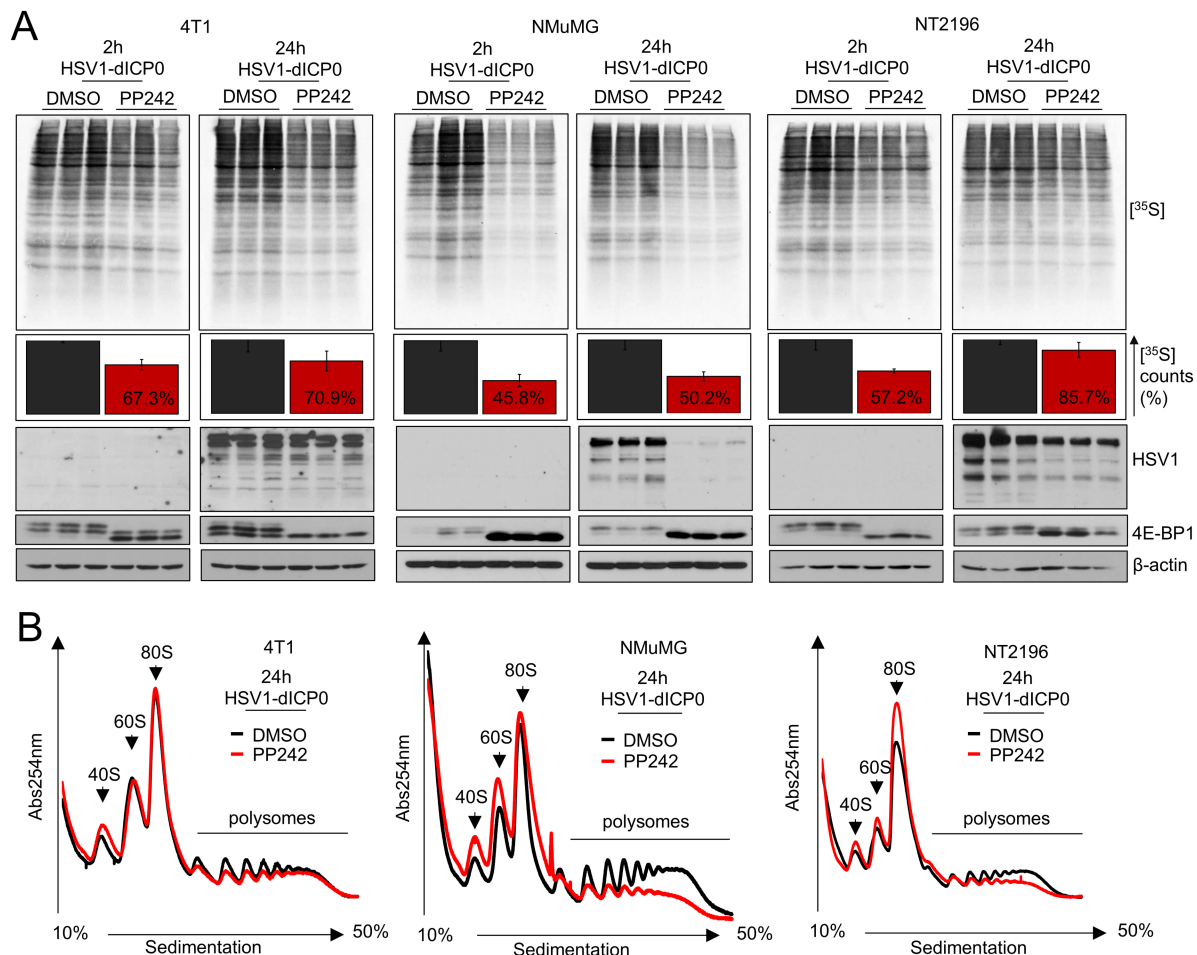 A
4T1
NMuMG
NT2196
2h
24h
2h
24h
2h
24h
HSV1-dICP0
HSV1-dICP0
HSV1-dICP0
HSV1-dICP0
HSV1-dICP0
HSV1-dICP0
DMSO PP242
DMSO PP242
DMSO PP242
DMSO PP242
DMSO PP242
DMSO PP242
[35S]
67.3%
70.9%
45.8%
50.2%
57.2%
85.7%
[35S]
counts
(%)
HSV1
4E-BP1
β-actin
B
4T1
24h
HSV1-dICP0
DMSO
PP242
40S
60S
80S
polysomes
Abs254nm
10%
Sedimentation
50%
NMuMG
24h
HSV1-dICP0
DMSO
PP242
40S
60S
80S
polysomes
Abs254nm
10%
Sedimentation
50%
NT2196
24h
HSV1-dICP0
DMSO
PP242
40S
60S
80S
polysomes
Abs254nm
10%
Sedimentation
50%